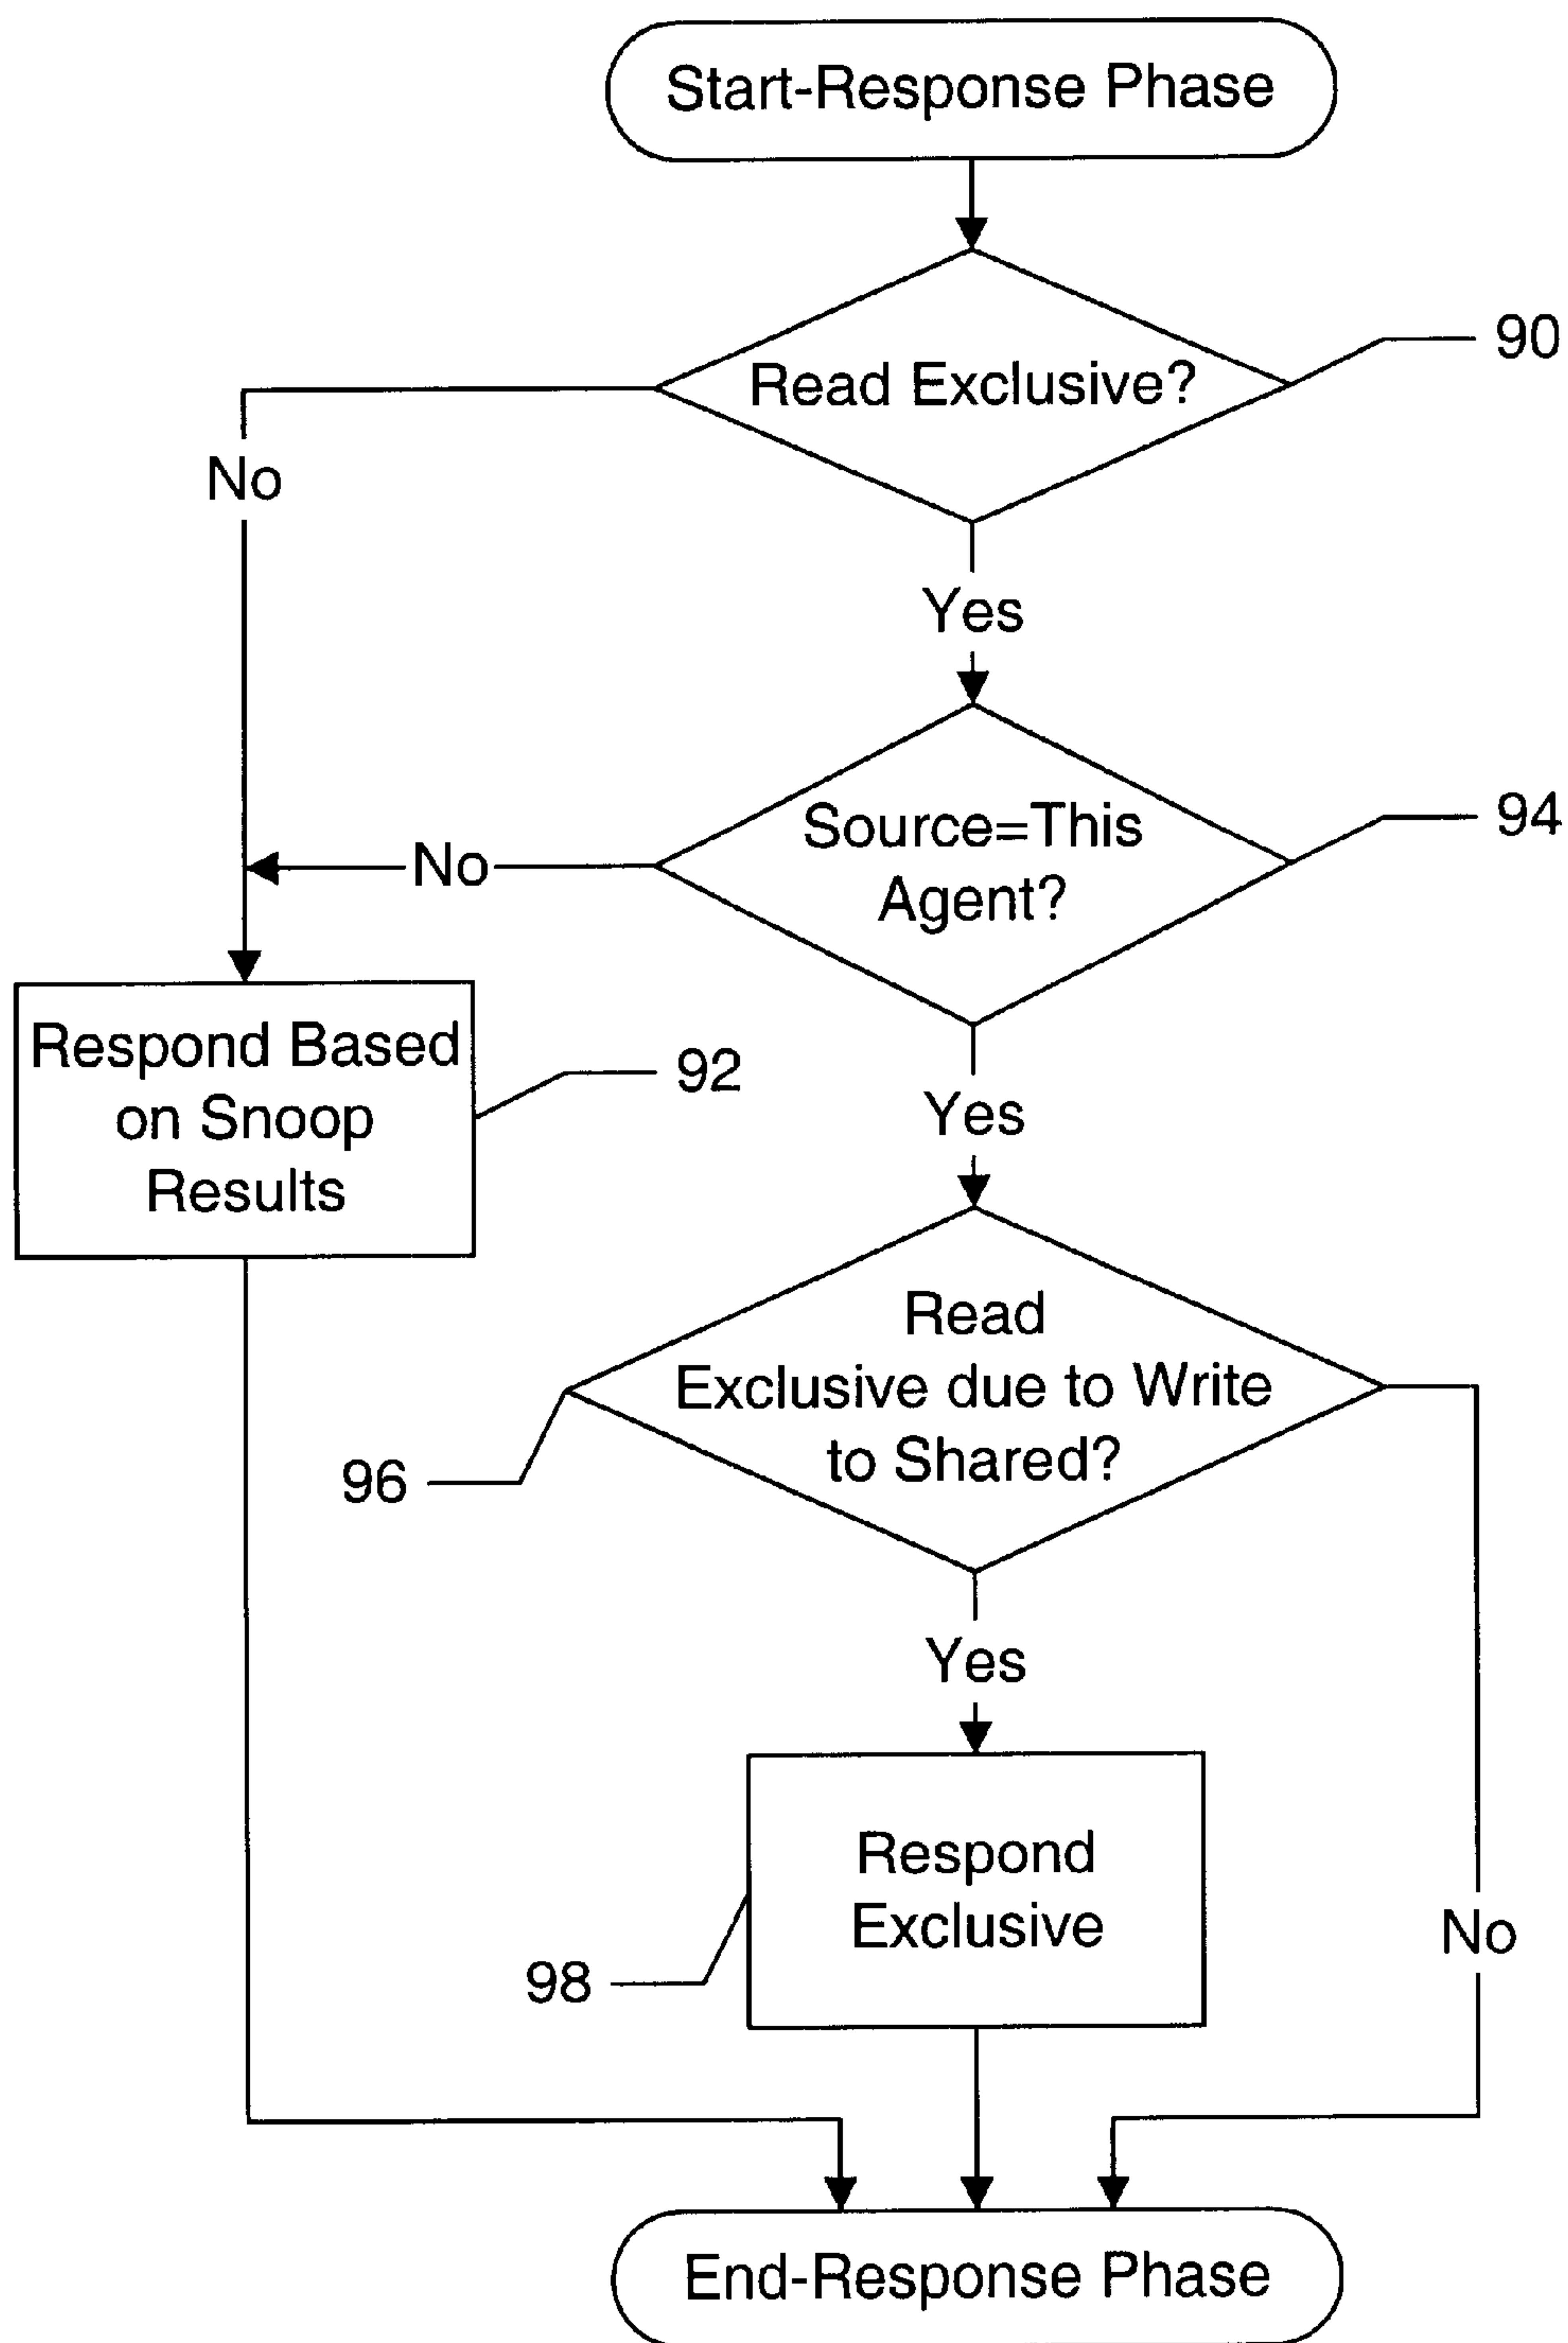 Start-Response Phase
90
Read Exclusive?
No
Yes
94
Source=This
Agent?
No
Respond Based
on Snoop
Results
92
Yes
Read
Exclusive due to Write
to Shared?
96
Yes
Respond
Exclusive
98
No
End-Response Phase